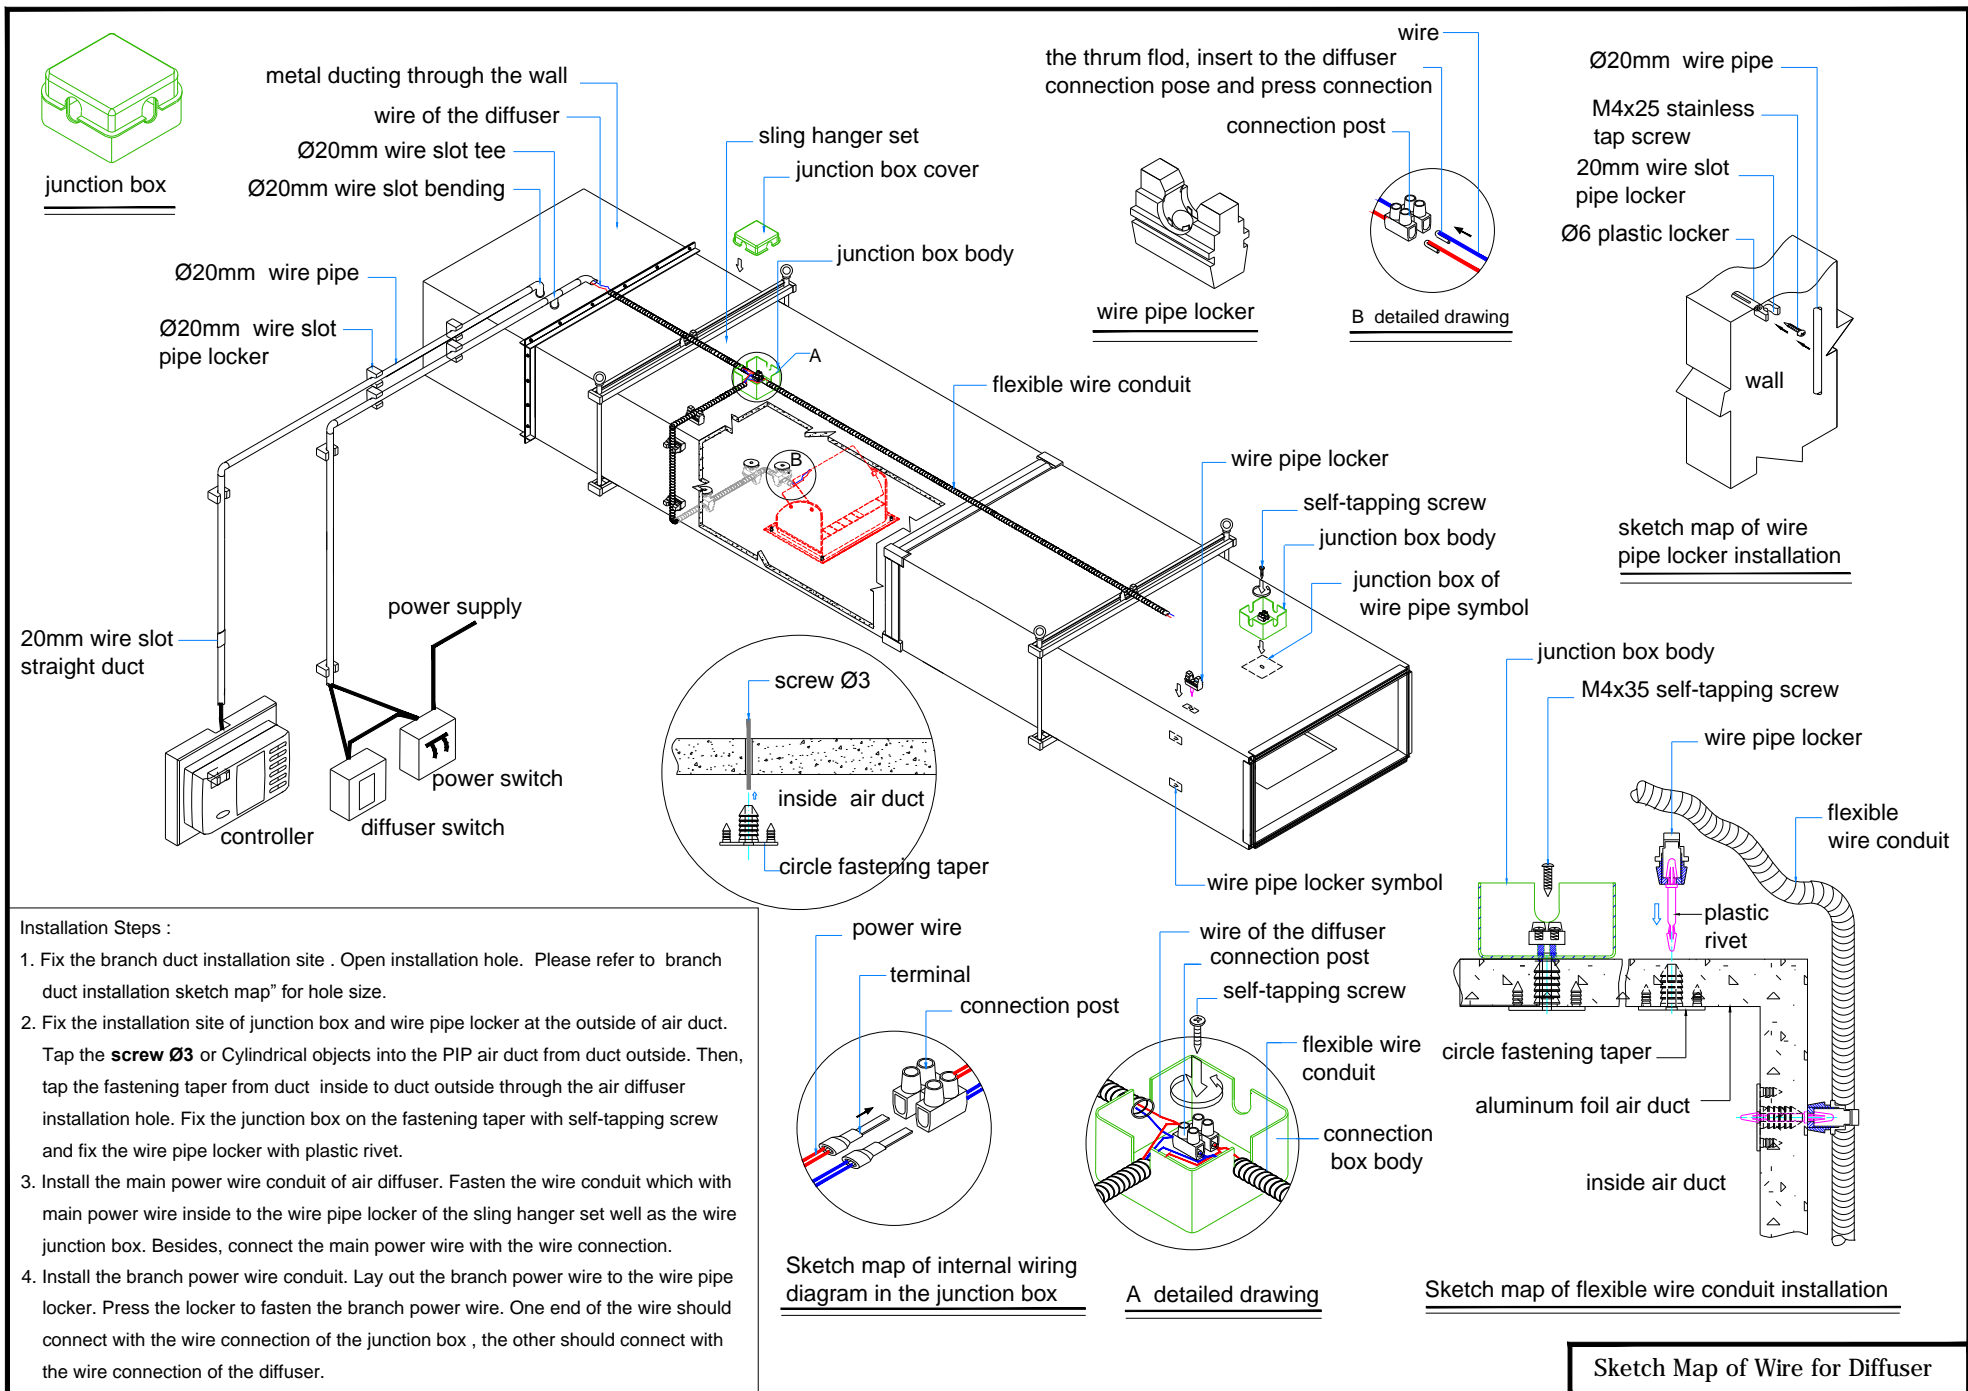 junction box
metal ducting through the wall
wire of the diffuser
Ø20mm wire slot tee
Ø20mm wire slot bending
Ø20mm  wire pipe
Ø20mm  wire slot
pipe locker
sling hanger set
junction box cover
junction box body
A
B
flexible wire conduit
wire
the thrum flod, insert to the diffuser
connection pose and press connection
connection post
wire pipe locker
B  detailed drawing
Ø20mm  wire pipe
M4x25 stainless
tap screw
20mm wire slot
pipe locker
Ø6 plastic locker
wall
sketch map of wire
pipe locker installation
wire pipe locker
self-tapping screw
junction box body
junction box of
wire pipe symbol
wire pipe locker symbol
20mm wire slot
straight duct
power supply
power switch
diffuser switch
controller
screw Ø3
inside  air duct
circle fastening taper
junction box body
M4x35 self-tapping screw
wire pipe locker
flexible
wire conduit
plastic
rivet
circle fastening taper
aluminum foil air duct
inside air duct
Sketch map of flexible wire conduit installation
power wire
terminal
connection post
Sketch map of internal wiring
diagram in the junction box
wire of the diffuser
connection post
self-tapping screw
flexible wire
conduit
connection
box body
A  detailed drawing
Installation Steps :
1. Fix the branch duct installation site . Open installation hole.  Please refer to  branch
duct installation sketch map” for hole size.
2. Fix the installation site of junction box and wire pipe locker at the outside of air duct.
Tap the screw Ø3 or Cylindrical objects into the PIP air duct from duct outside. Then,
tap the fastening taper from duct  inside to duct outside through the air diffuser
installation hole. Fix the junction box on the fastening taper with self-tapping screw
and fix the wire pipe locker with plastic rivet.
3. Install the main power wire conduit of air diffuser. Fasten the wire conduit which with
main power wire inside to the wire pipe locker of the sling hanger set well as the wire
junction box. Besides, connect the main power wire with the wire connection.
4. Install the branch power wire conduit. Lay out the branch power wire to the wire pipe
locker. Press the locker to fasten the branch power wire. One end of the wire should
connect with the wire connection of the junction box , the other should connect with
the wire connection of the diffuser.
Sketch Map of Wire for Diffuser